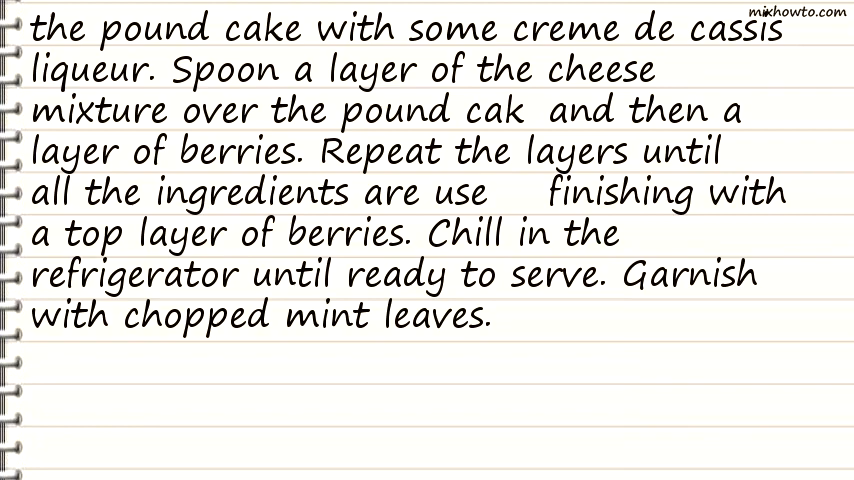 mikhowto.com
the pound cake with some creme de cassis
liqueur. Spoon a layer of the cheese
mixture over the pound cak and then a
layer of berries. Repeat the layers until
all the ingredients are use finishing with
a top layer of berries. Chill in the
refrigerator until ready to serve. Garnish
with chopped mint leaves.